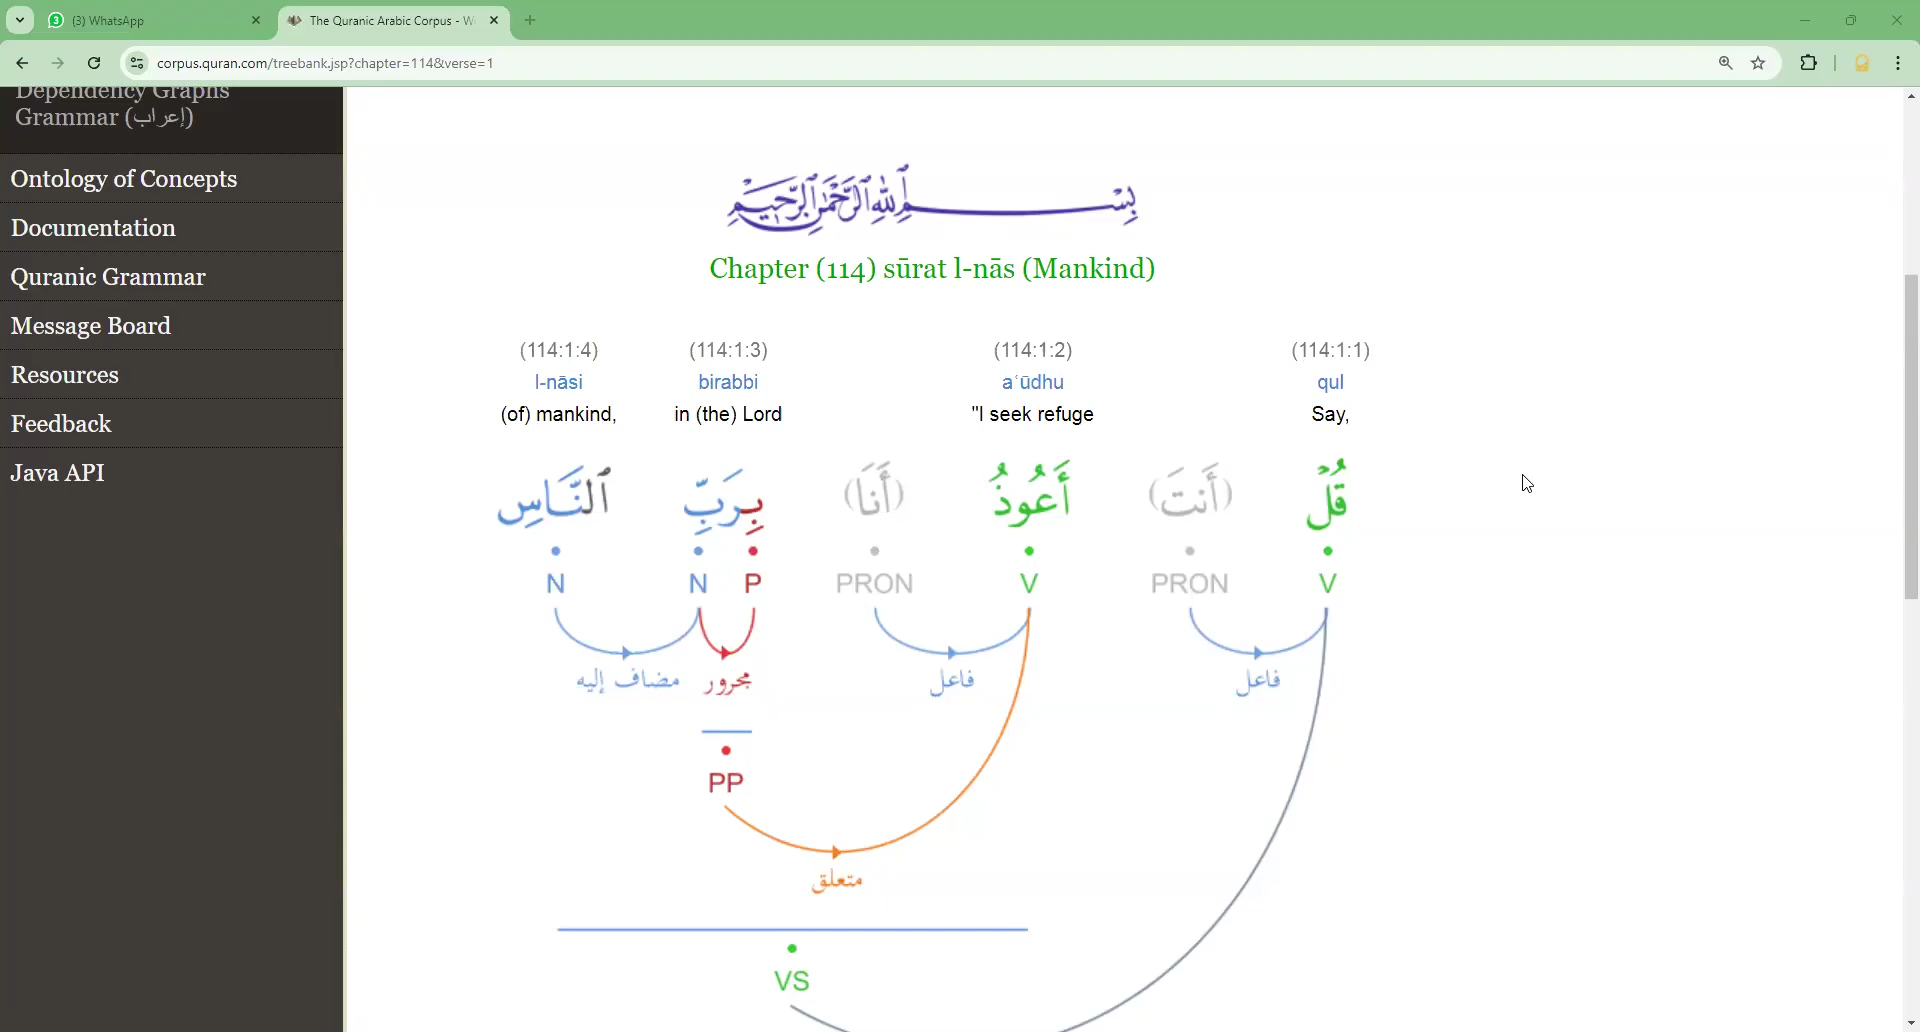 (3) WhatsApp
The Quranic Arabic Corpus - W
corpus.quran.com/treebank.jsp?chapter=114&verse=1
Dependency Graphs
Grammar (إعراب)
Ontology of Concepts
Documentation
Quranic Grammar
Message Board
Resources
Feedback
Java API
بِسْمِ ٱللَّهِ ٱلرَّحْمَٰنِ ٱلرَّحِيمِ
Chapter (114) sūrat l-nās (Mankind)
(114:1:4) (114:1:3) (114:1:2) (114:1:1)
l-nāsi birabbi aʿūdhu qul
(of) mankind, in (the) Lord "I seek refuge Say,
قُلْ (أَنتَ) أَعُوذُ (أَنَا) بِرَبِّ ٱلنَّاسِ
N N P PRON V PRON V
فاعل فاعل مجرور مضاف إليه
PP
متعلق
VS